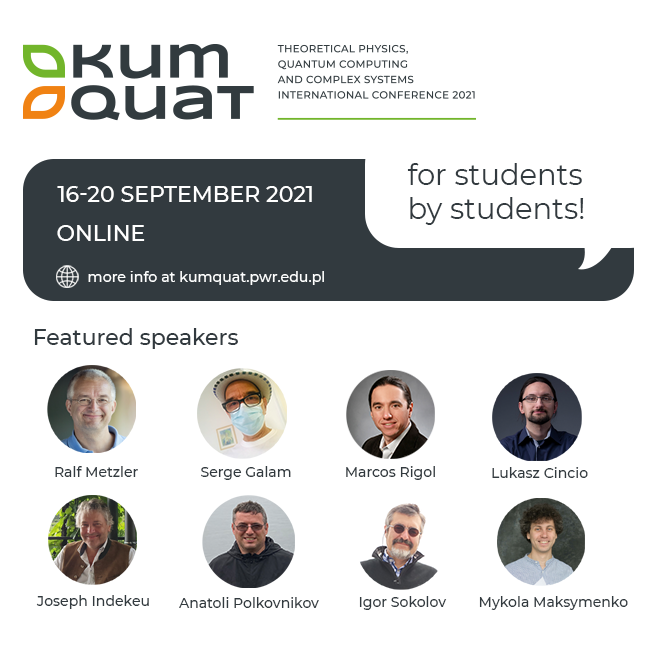 KUM
QUAT
THEORETICAL PHYSICS,
QUANTUM COMPUTING
AND COMPLEX SYSTEMS
INTERNATIONAL CONFERENCE 2021
16-20 SEPTEMBER 2021
ONLINE
more info at kumquat.pwr.edu.pl
for students
by students!
Featured speakers
Ralf Metzler
Serge Galam
Marcos Rigol
Lukasz Cincio
Joseph Indekeu
Anatoli Polkovnikov
Igor Sokolov
Mykola Maksymenko